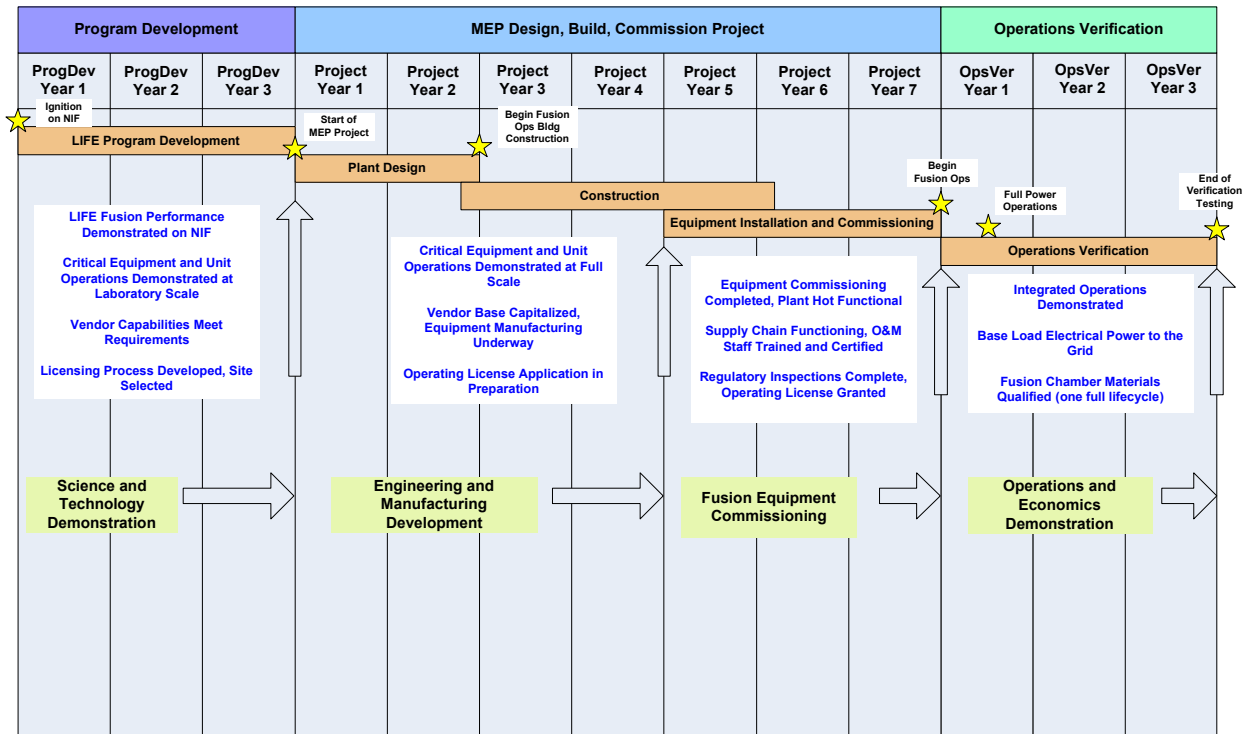 Program Development
MEP Design, Build, Commission Project
Operations Verification
ProgDev
Year 1
ProgDev
Year 2
ProgDev
Year 3
Project
Year 1
Project
Year 2
Project
Year 3
Project
Year 4
Project
Year 5
Project
Year 6
Project
Year 7
OpsVer
Year 1
OpsVer
Year 2
OpsVer
Year 3
Ignition
on NIF
LIFE Program Development
Start of
MEP Project
Plant Design
Begin Fusion
Ops Bldg
Construction
Construction
Equipment Installation and Commissioning
Begin
Fusion Ops
Full Power
Operations
End of
Verification
Testing
Operations Verification
LIFE Fusion Performance
Demonstrated on NIF
Critical Equipment and Unit
Operations Demonstrated at
Laboratory Scale
Vendor Capabilities Meet
Requirements
Licensing Process Developed, Site
Selected
Critical Equipment and Unit
Operations Demonstrated at Full
Scale
Vendor Base Capitalized,
Equipment Manufacturing
Underway
Operating License Application in
Preparation
Equipment Commissioning
Completed, Plant Hot Functional
Supply Chain Functioning, O&M
Staff Trained and Certified
Regulatory Inspections Complete,
Operating License Granted
Integrated Operations
Demonstrated
Base Load Electrical Power to the
Grid
Fusion Chamber Materials
Qualified (one full lifecycle)
Science and
Technology
Demonstration
Engineering and
Manufacturing
Development
Fusion Equipment
Commissioning
Operations and
Economics
Demonstration